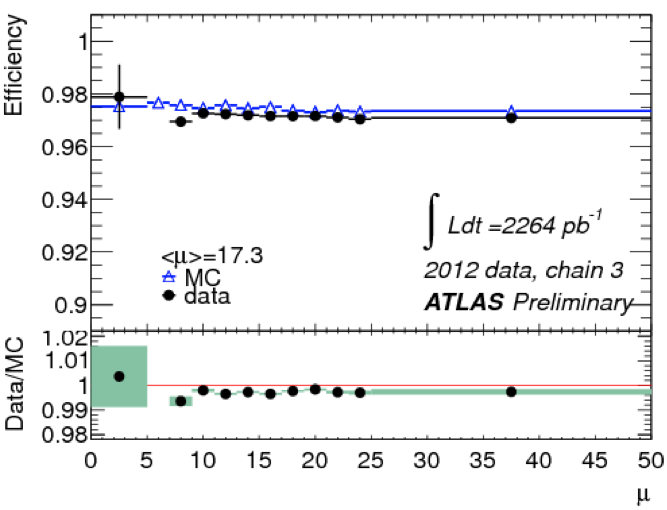 Efficiency
1
0.98
0.96
0.94
0.92
0.9
∫ Ldt =2264 pb⁻¹
<μ>=17.3
MC
2012 data, chain 3
data
ATLAS Preliminary
Data/MC
1.02
1.01
1
0.99
0.98
0 5 10 15 20 25 30 35 40 45 50
μ